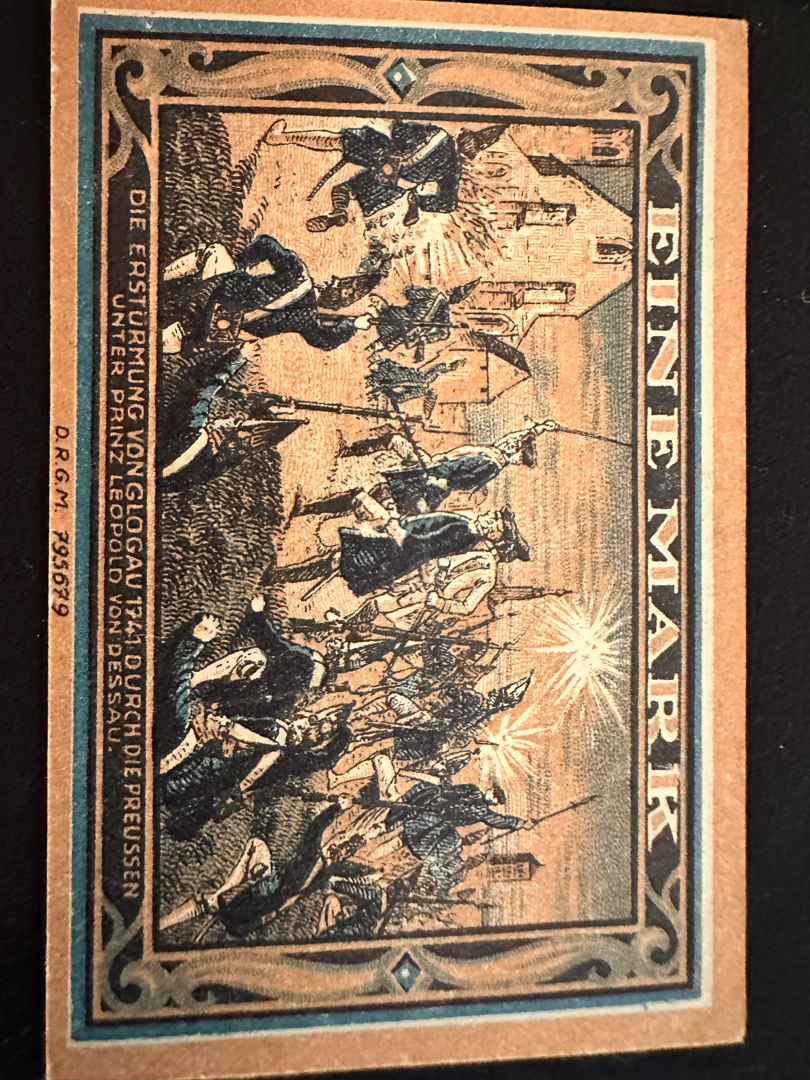 EINE MARK
DIE ERSTÜRMUNG VON GLOGAU 1741 DURCH DIE PREUSSEN
UNTER PRINZ LEOPOLD VON DESSAU.
D.R.G.M. 795679